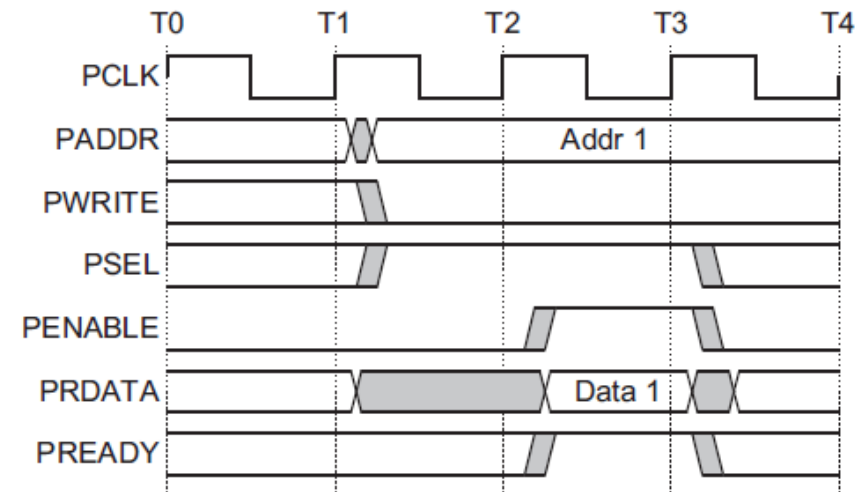 T0 T1 T2 T3 T4
PCLK
PADDR Addr 1
PWRITE
PSEL
PENABLE
PRDATA Data 1
PREADY